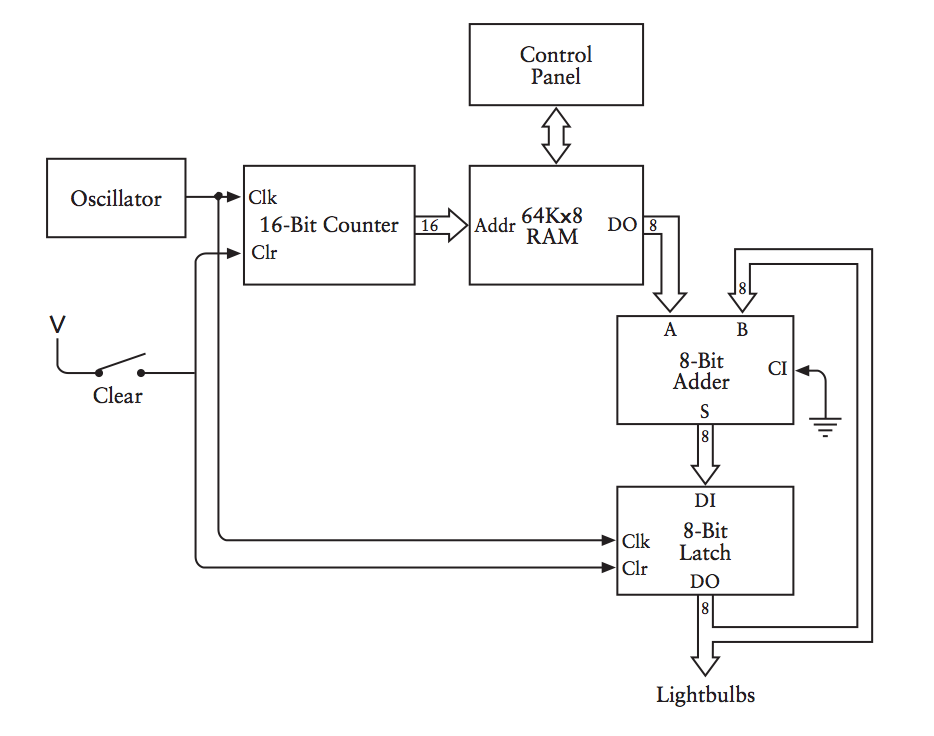 Control
Panel
Oscillator
Clk
16-Bit Counter
Clr
16
Addr
64Kx8
RAM
DO
8
8
V
Clear
A
B
8-Bit
Adder
CI
S
8
DI
8-Bit
Latch
Clk
Clr
DO
8
Lightbulbs